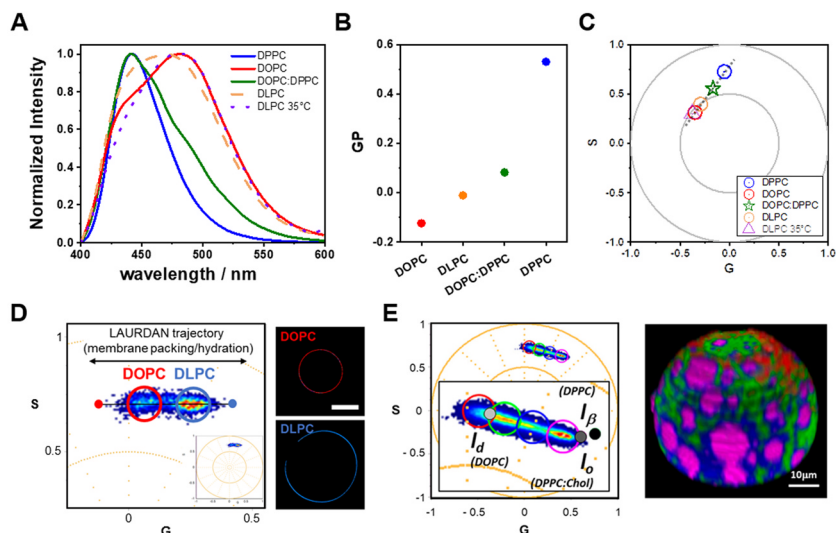 A
Normalized Intensity
1.0
0.8
0.6
0.4
0.2
0.0
DPPC
DOPC
DOPC:DPPC
DLPC
DLPC 35°C
400
450
500
550
600
wavelength / nm
B
GP
0.6
0.4
0.2
0.0
-0.2
DOPC
DLPC
DOPC:DPPC
DPPC
C
S
1.0
0.5
0.0
-0.5
-1.0
DPPC
DOPC
DOPC:DPPC
DLPC
DLPC 35°C
-1.0
-0.5
0.0
0.5
1.0
G
D
1
S
0.5
LAURDAN trajectory
(membrane packing/hydration)
DOPC
DLPC
0
0.5
G
DOPC
DLPC
E
1
0.5
S
0
- 0.5
- 1
(DPPC)
lβ
ld
(DOPC)
lo
(DPPC:Chol)
-1
- 0.5
0
0.5
1
G
10μm